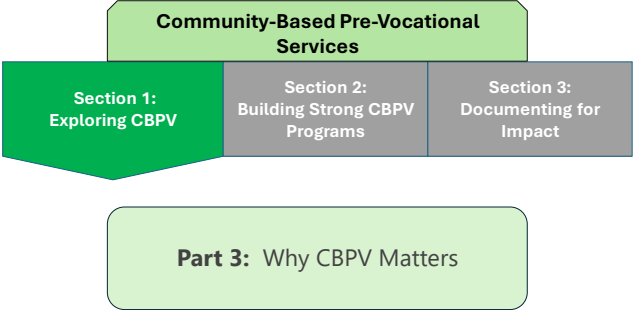 Community-Based Pre-Vocational
Services
Section 1:
Exploring CBPV
Section 2:
Building Strong CBPV
Programs
Section 3:
Documenting for
Impact
Part 3: Why CBPV Matters